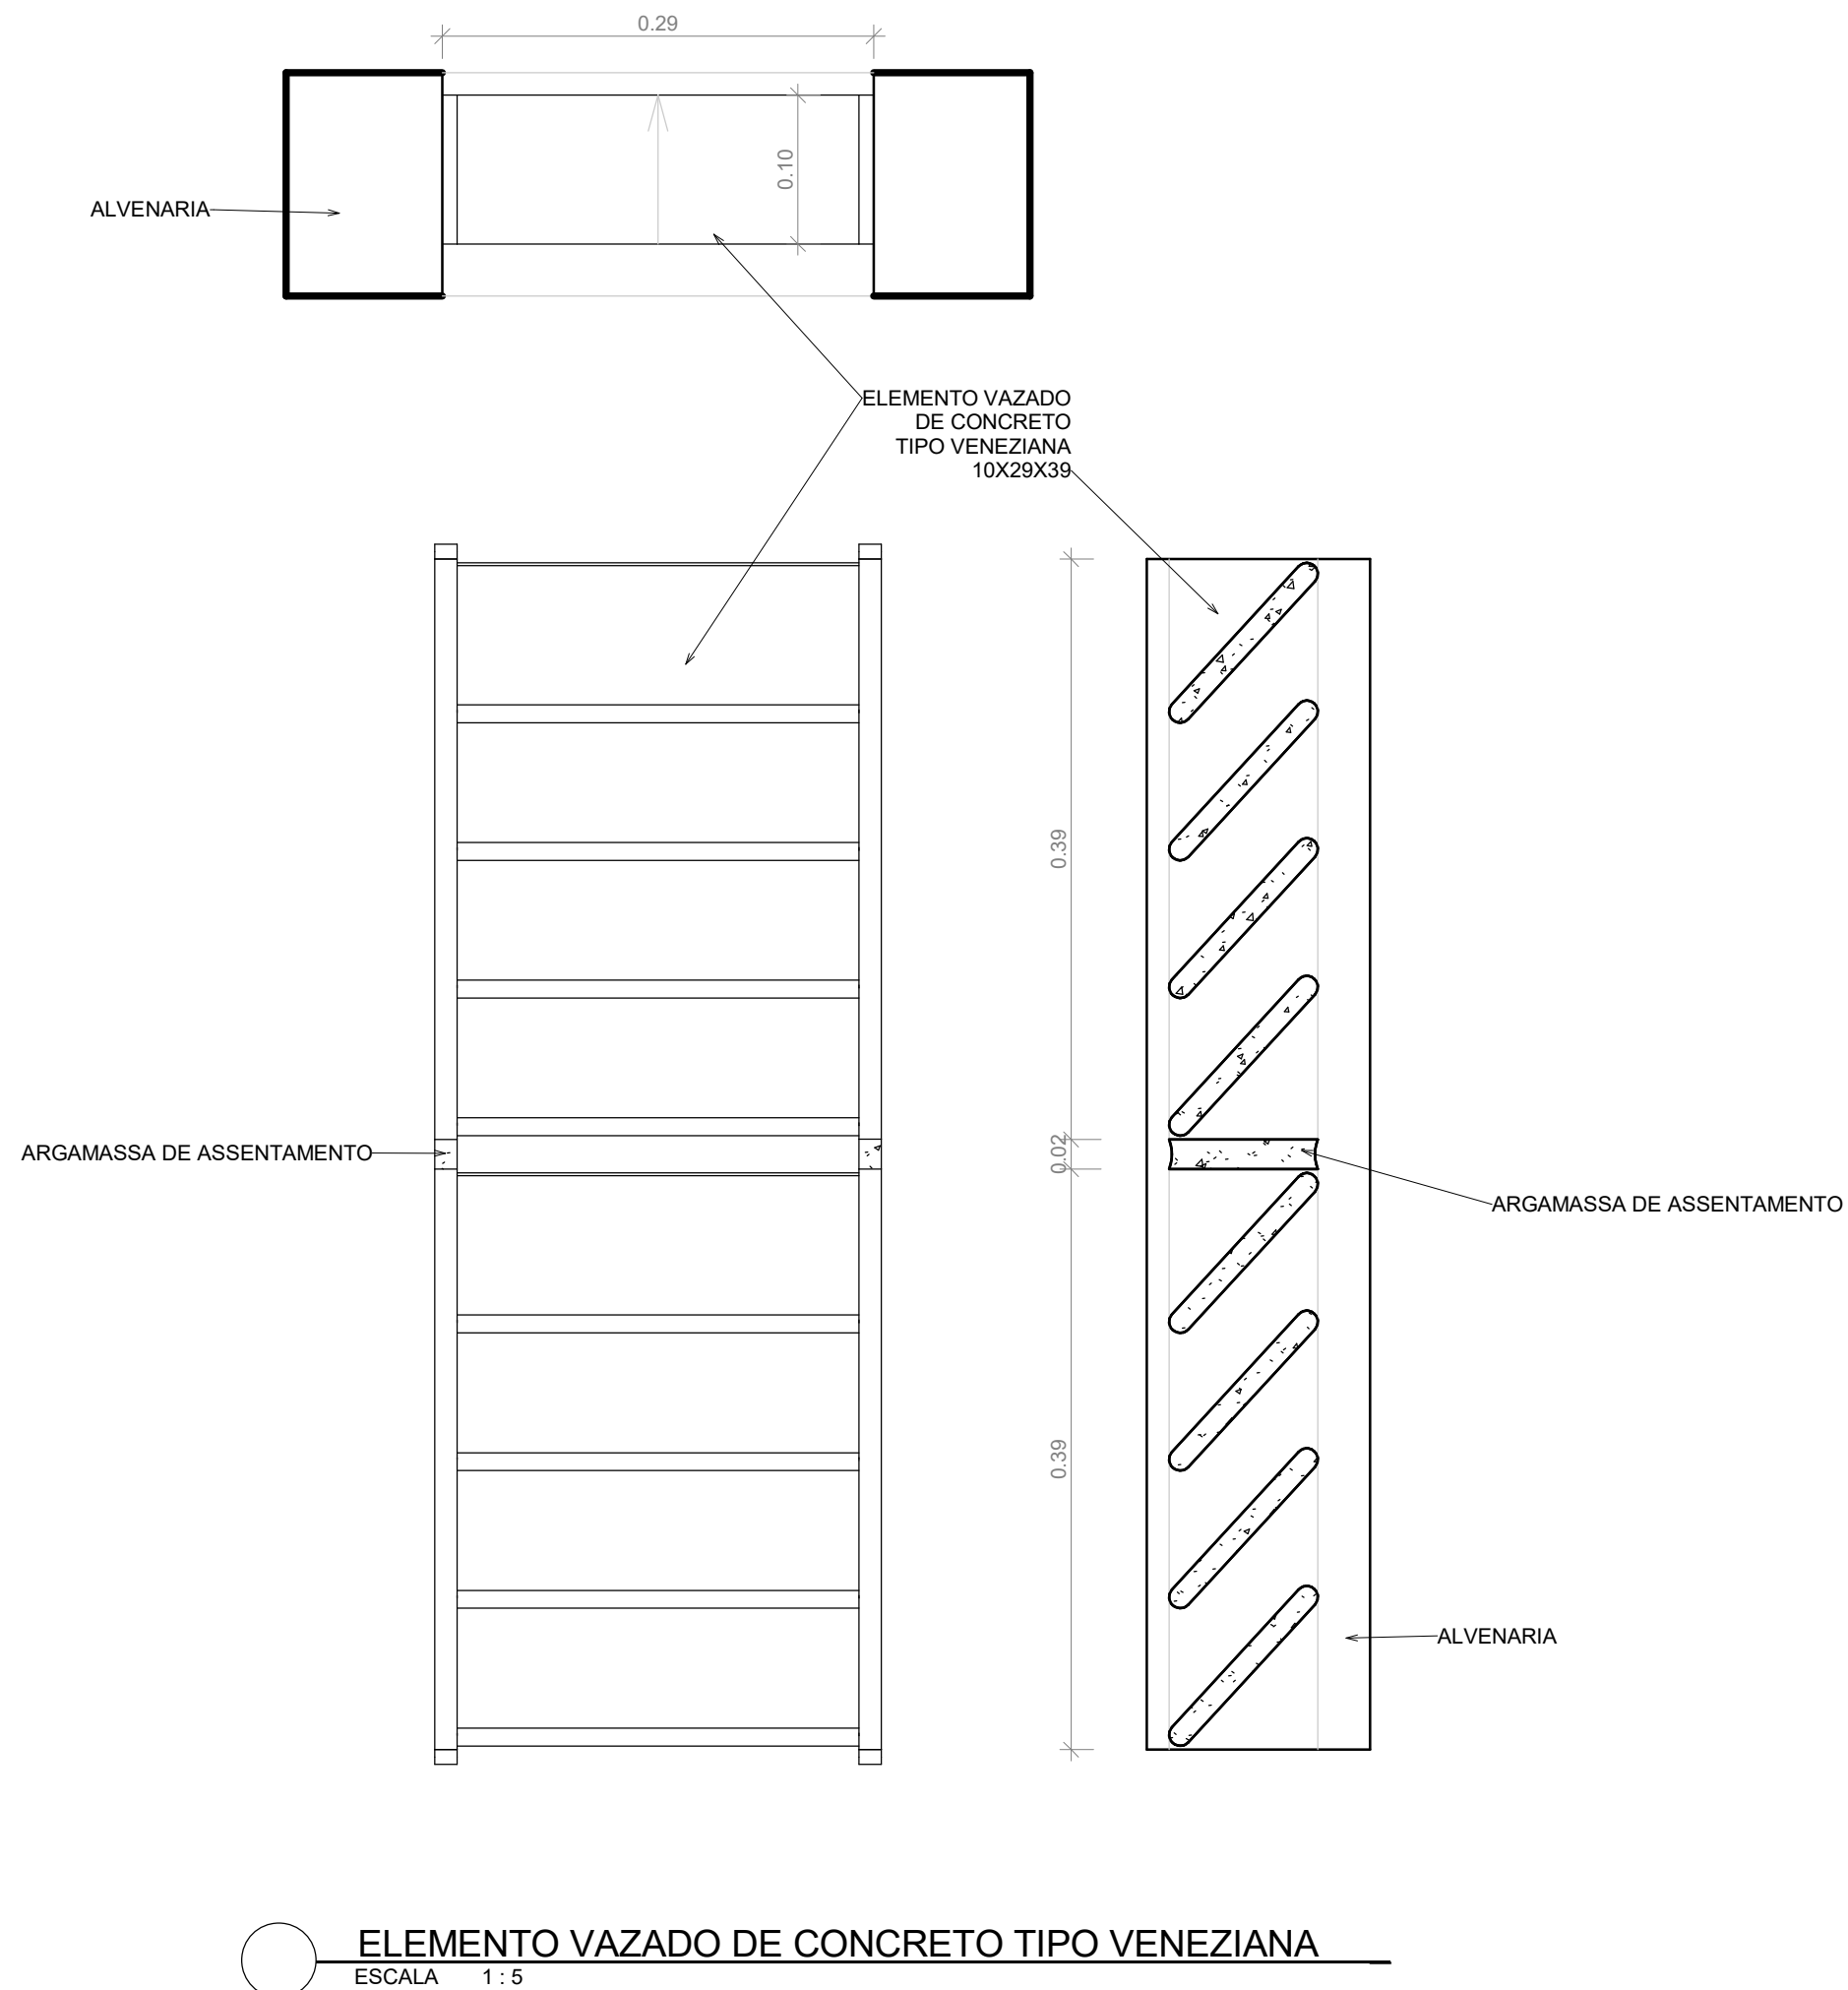 0.29
0.10
ALVENARIA
ELEMENTO VAZADO
DE CONCRETO
TIPO VENEZIANA
10X29X39
0.39
ARGAMASSA DE ASSENTAMENTO
0.02
ARGAMASSA DE ASSENTAMENTO
0.39
ALVENARIA
ELEMENTO VAZADO DE CONCRETO TIPO VENEZIANA
ESCALA 1 : 5